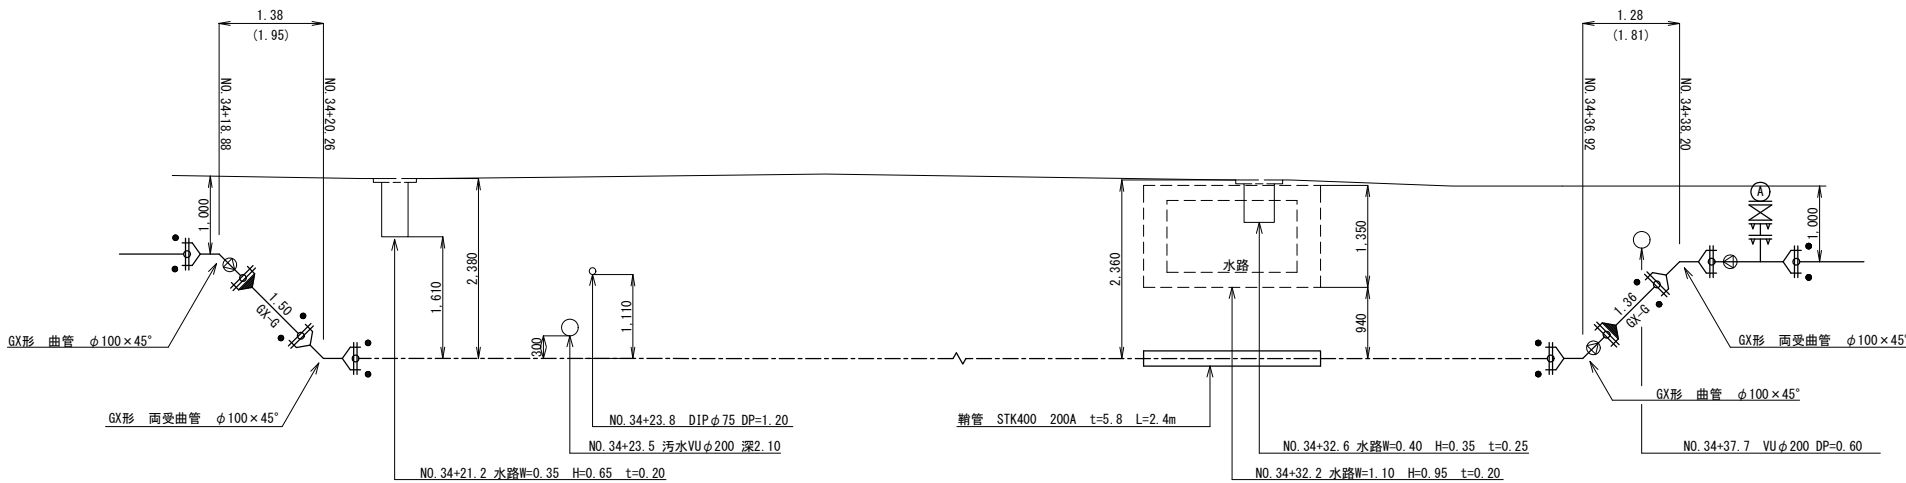 1.38
(1.95)
1.28
(1.81)
NO.34+18.88
NO.34+20.26
NO.34+36.92
NO.34+38.20
1,000
1,610
2,380
300
1,110
2,360
1,350
940
水路
A
1,000
1.50
GX-G
1.36
GX-G
GX形 曲管 φ100×45°
GX形 両受曲管 φ100×45°
GX形 両受曲管 φ100×45°
GX形 曲管 φ100×45°
NO.34+23.8 DIPφ75 DP=1.20
鞘管 STK400 200A t=5.8 L=2.4m
NO.34+23.5 汚水VUφ200 深2.10
NO.34+32.6 水路W=0.40 H=0.35 t=0.25
NO.34+37.7 VUφ200 DP=0.60
NO.34+21.2 水路W=0.35 H=0.65 t=0.20
NO.34+32.2 水路W=1.10 H=0.95 t=0.20